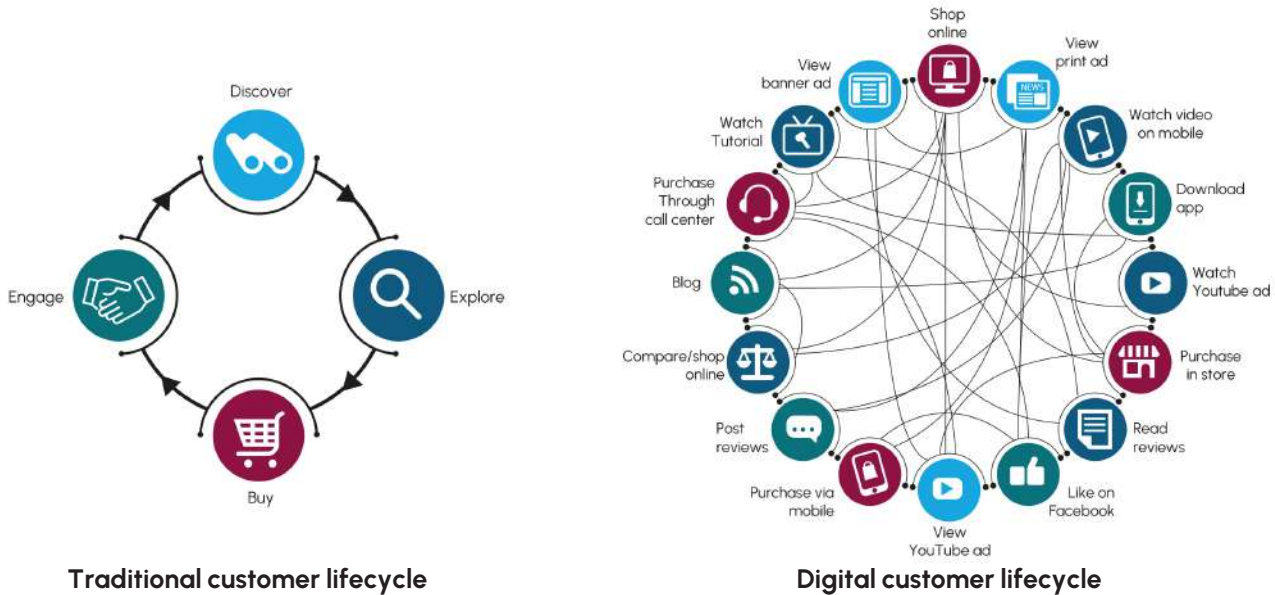 Discover
Explore
Buy
Engage
Traditional customer lifecycle
Shop
online
View
print ad
NEWS
Watch video
on mobile
Download
app
Watch
Youtube ad
Purchase
in store
Read
reviews
Like on
Facebook
View
YouTube ad
Purchase via
mobile
Post
reviews
Compare/shop
online
Blog
Purchase
Through
call center
Watch
Tutorial
View
banner ad
Digital customer lifecycle